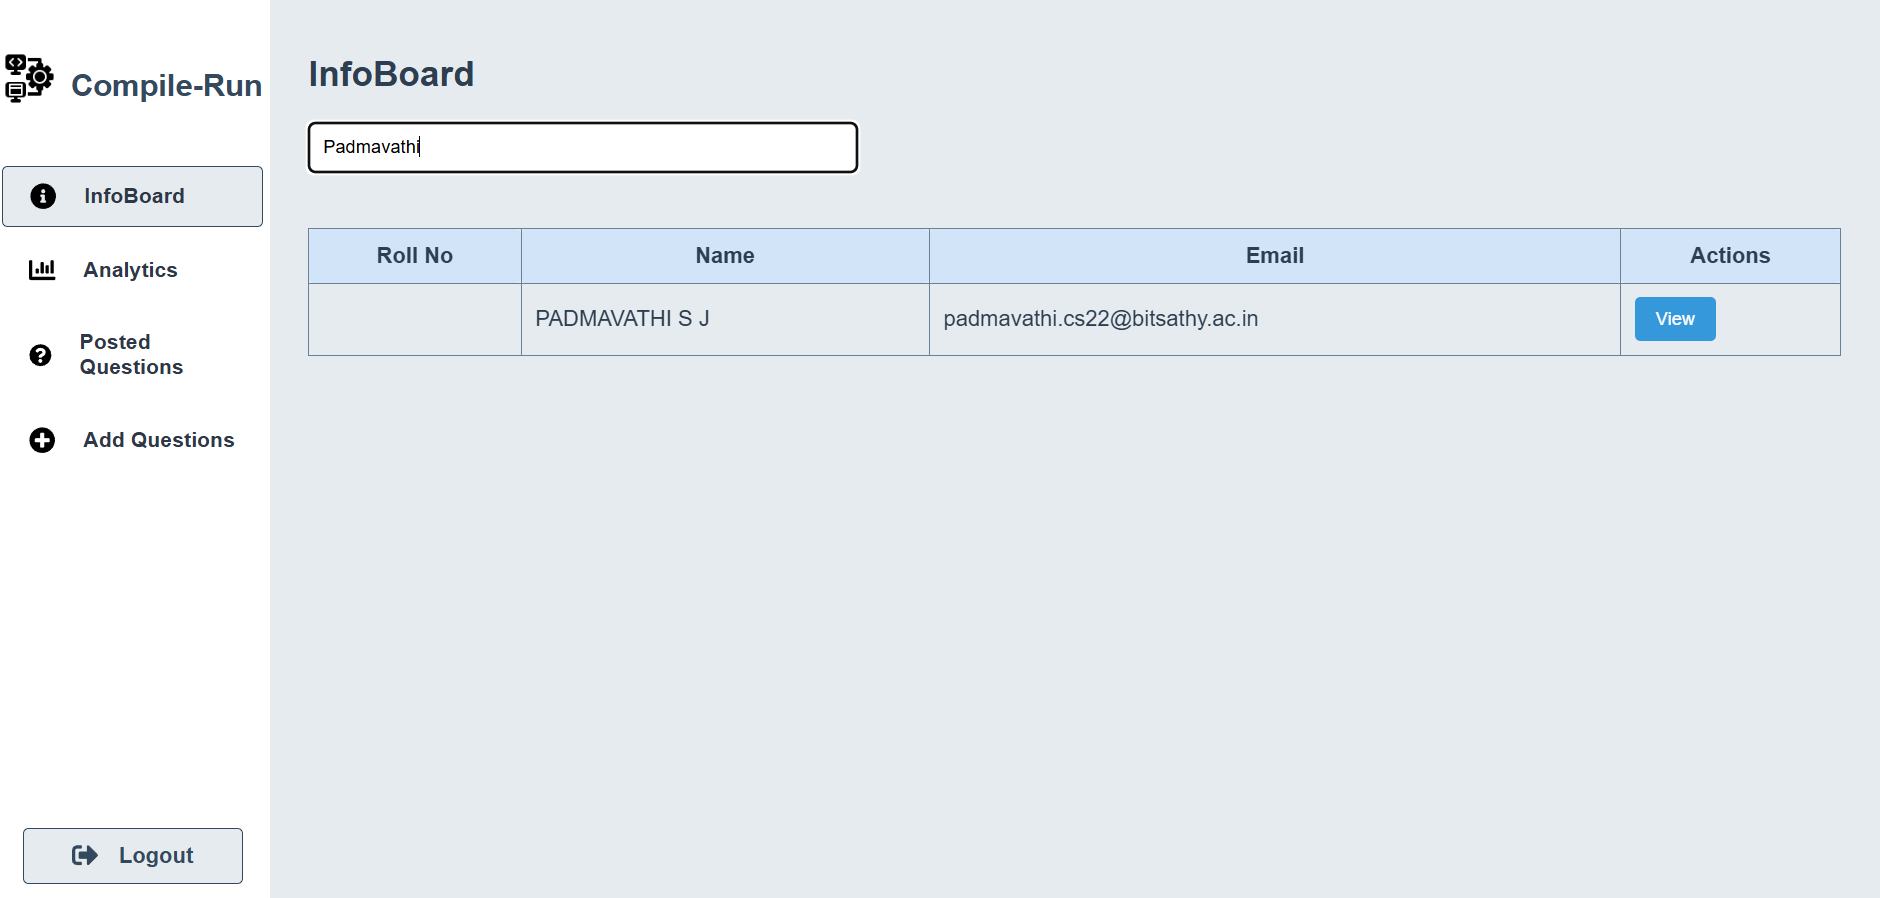 Compile-Run
InfoBoard
Analytics
Posted
Questions
Add Questions
Logout
InfoBoard
Padmavathi
Roll No Name Email Actions
PADMAVATHI S J padmavathi.cs22@bitsathy.ac.in View